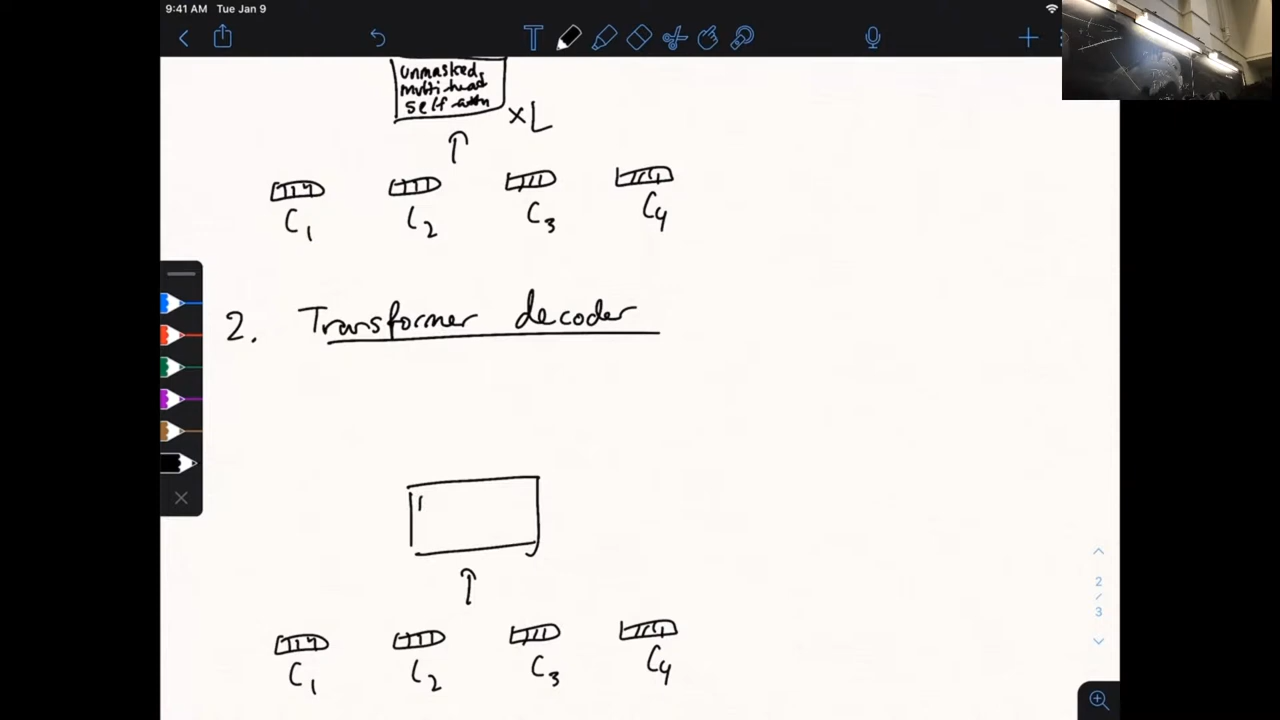 9:41 AM Tue Jan 9
unmasked,
multi-head
self-attn
×L
C1 C2 C3 C4
2. Transformer decoder
C1 C2 C3 C4
2
/
3